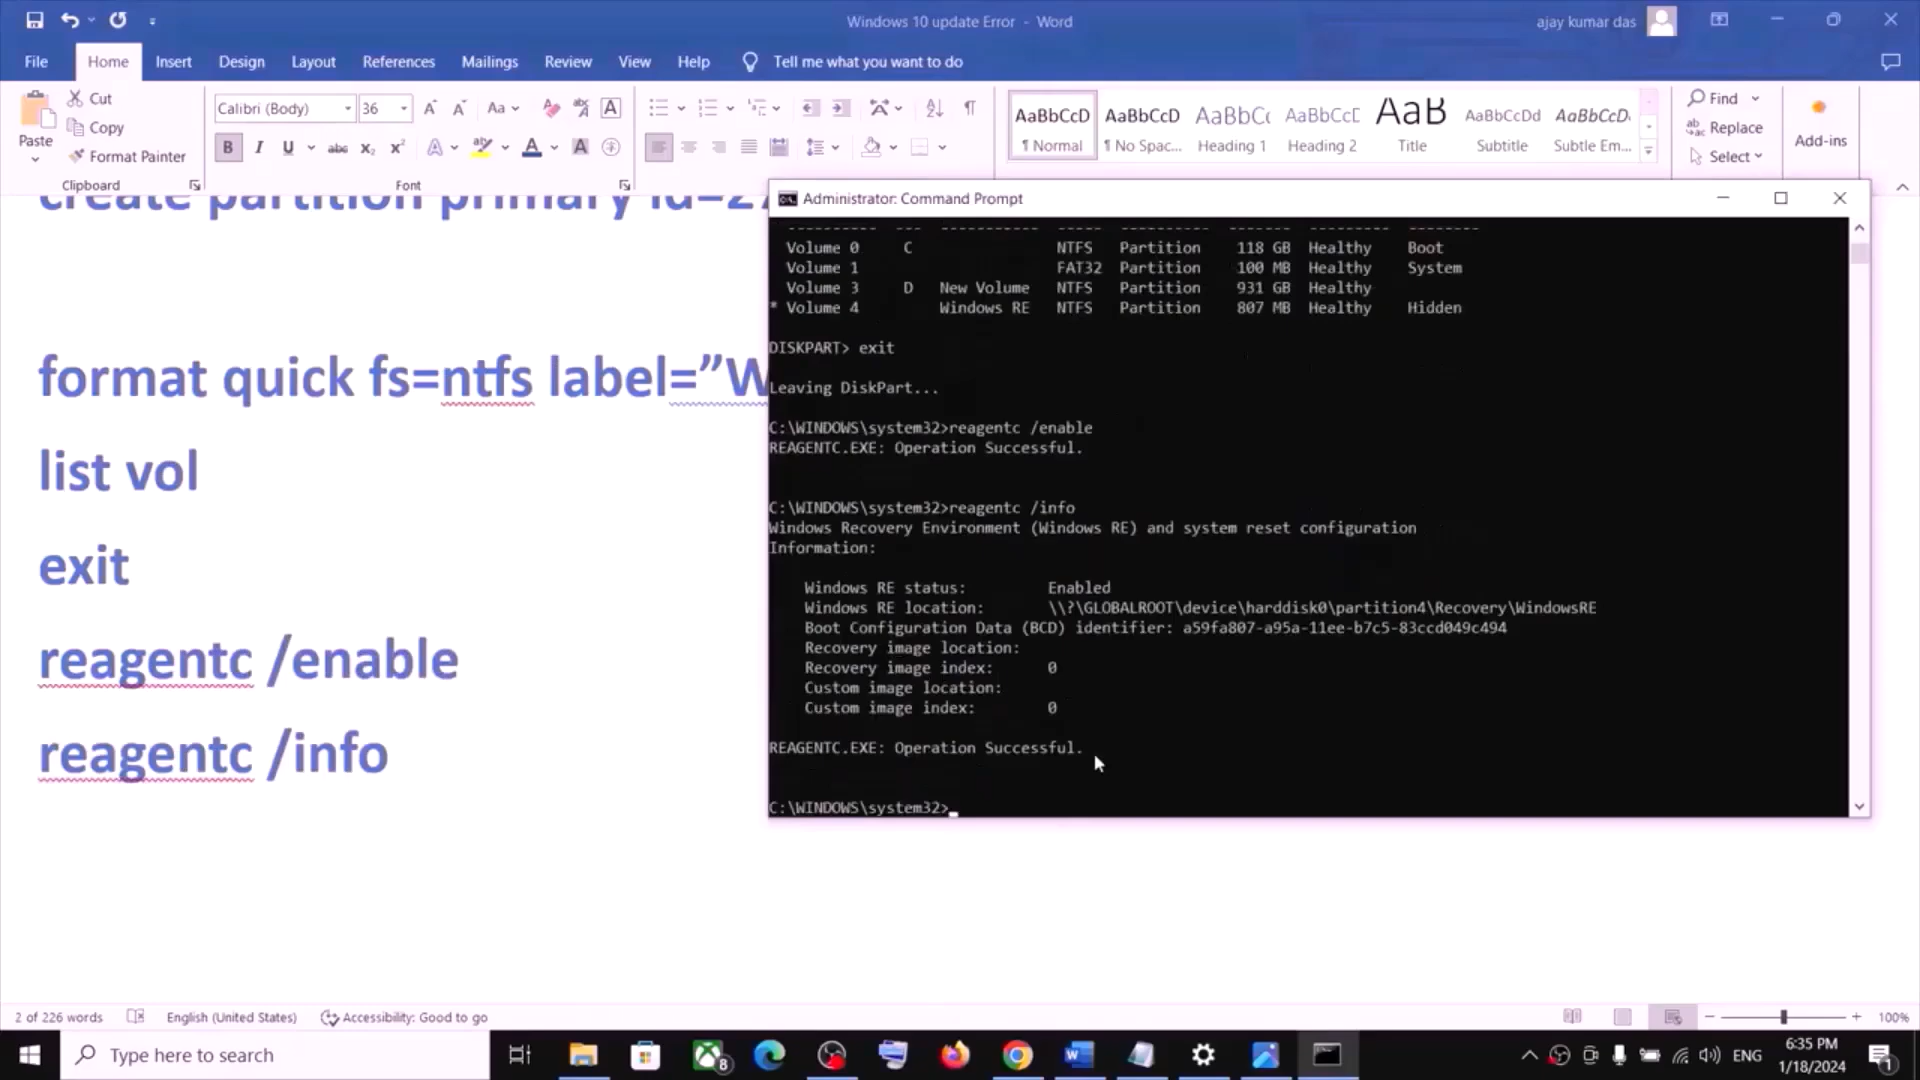 Windows 10 update Error - Word
ajay kumar das
File Home Insert Design Layout References Mailings Review View Help Tell me what you want to do
Paste
Cut
Copy
Format Painter
Clipboard
Calibri (Body) 36
Font
AaBbCcD
¶ Normal
AaBbCcD
¶ No Spac...
AaBbCc
Heading 1
AaBbCcC
Heading 2
AaB
Title
AaBbCcDd
Subtitle
AaBbCcD.
Subtle Em...
Find
Replace
Select
Add-ins
create partition primary id=27
format quick fs=ntfs label=”W
list vol
exit
reagentc /enable
reagentc /info
Administrator: Command Prompt
Volume 0 C NTFS Partition 118 GB Healthy Boot
Volume 1 FAT32 Partition 100 MB Healthy System
Volume 3 D New Volume NTFS Partition 931 GB Healthy
* Volume 4 Windows RE NTFS Partition 807 MB Healthy Hidden
DISKPART> exit
Leaving DiskPart...
C:\WINDOWS\system32>reagentc /enable
REAGENTC.EXE: Operation Successful.
C:\WINDOWS\system32>reagentc /info
Windows Recovery Environment (Windows RE) and system reset configuration
Information:
Windows RE status: Enabled
Windows RE location: \\?\GLOBALROOT\device\harddisk0\partition4\Recovery\WindowsRE
Boot Configuration Data (BCD) identifier: a59fa807-a95a-11ee-b7c5-83ccd049c494
Recovery image location:
Recovery image index: 0
Custom image location:
Custom image index: 0
REAGENTC.EXE: Operation Successful.
C:\WINDOWS\system32>
2 of 226 words English (United States) Accessibility: Good to go 100%
Type here to search
8
ENG
6:35 PM
1/18/2024
1